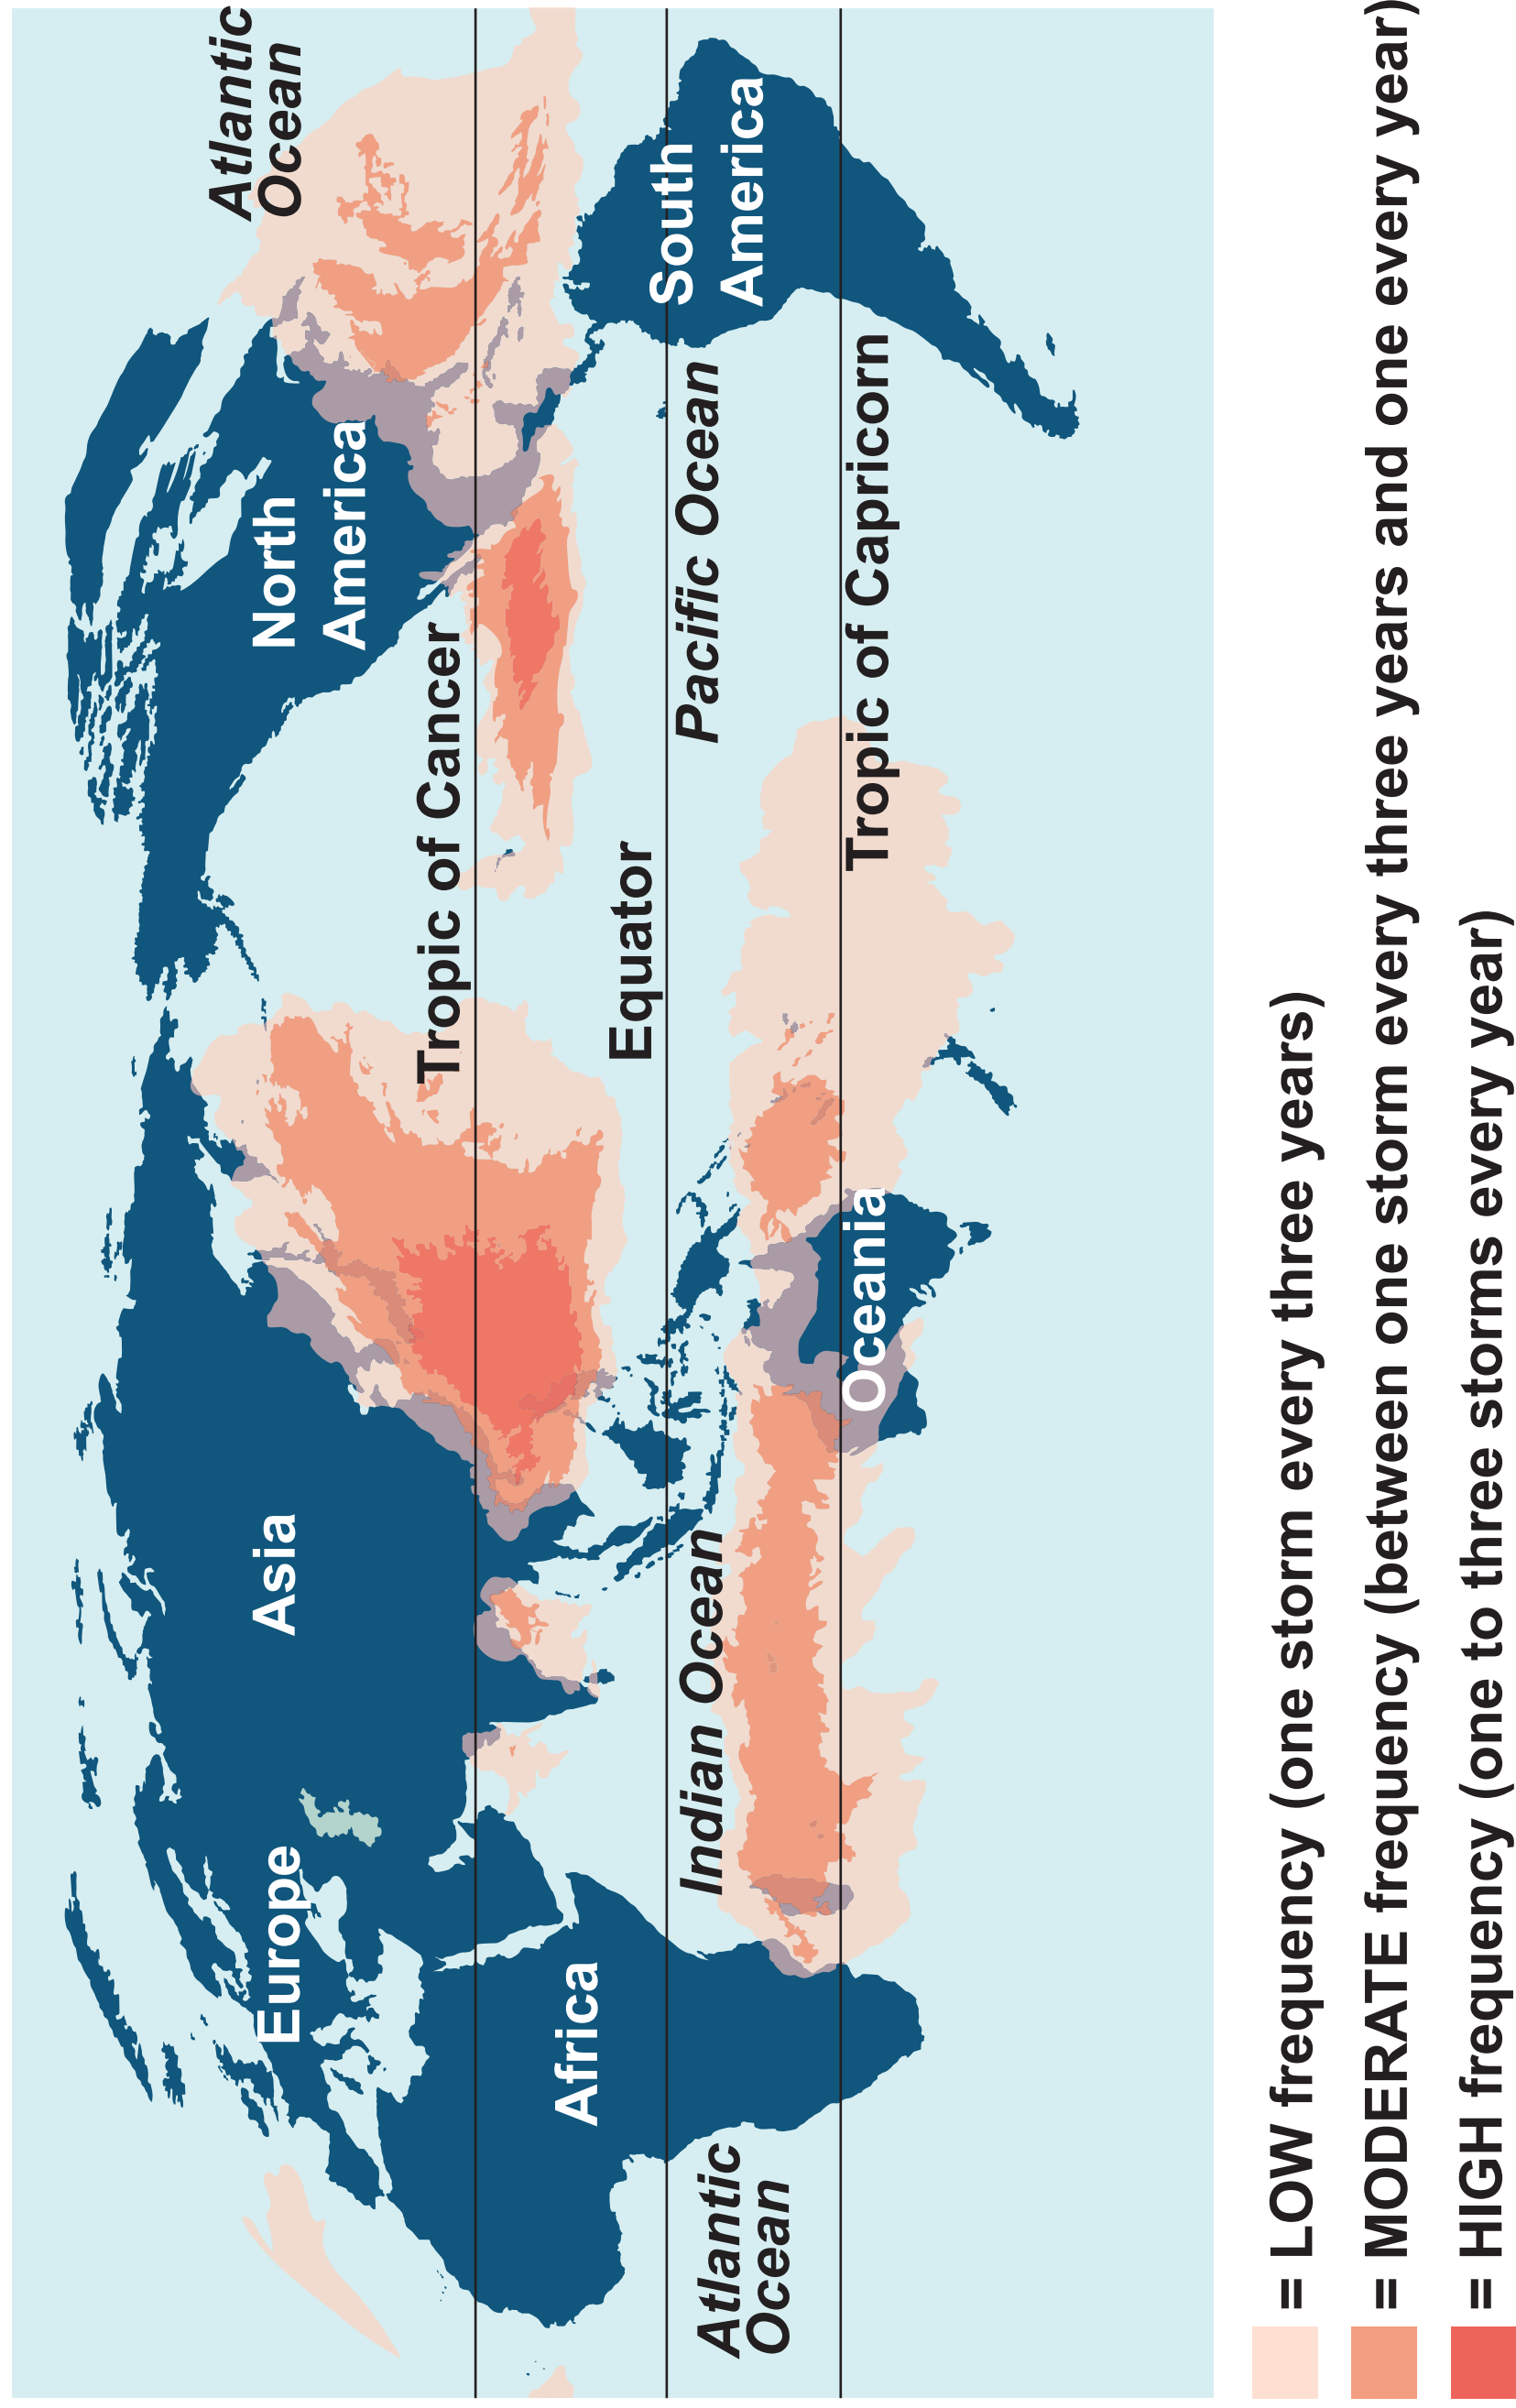 Atlantic
Ocean
North
America
Asia
Europe
Tropic of Cancer
Africa
Equator
South
America
Pacific Ocean
Indian Ocean
Atlantic
Ocean
Tropic of Capricorn
Oceania
= LOW frequency (one storm every three years)
= MODERATE frequency (between one storm every three years and one every year)
= HIGH frequency (one to three storms every year)